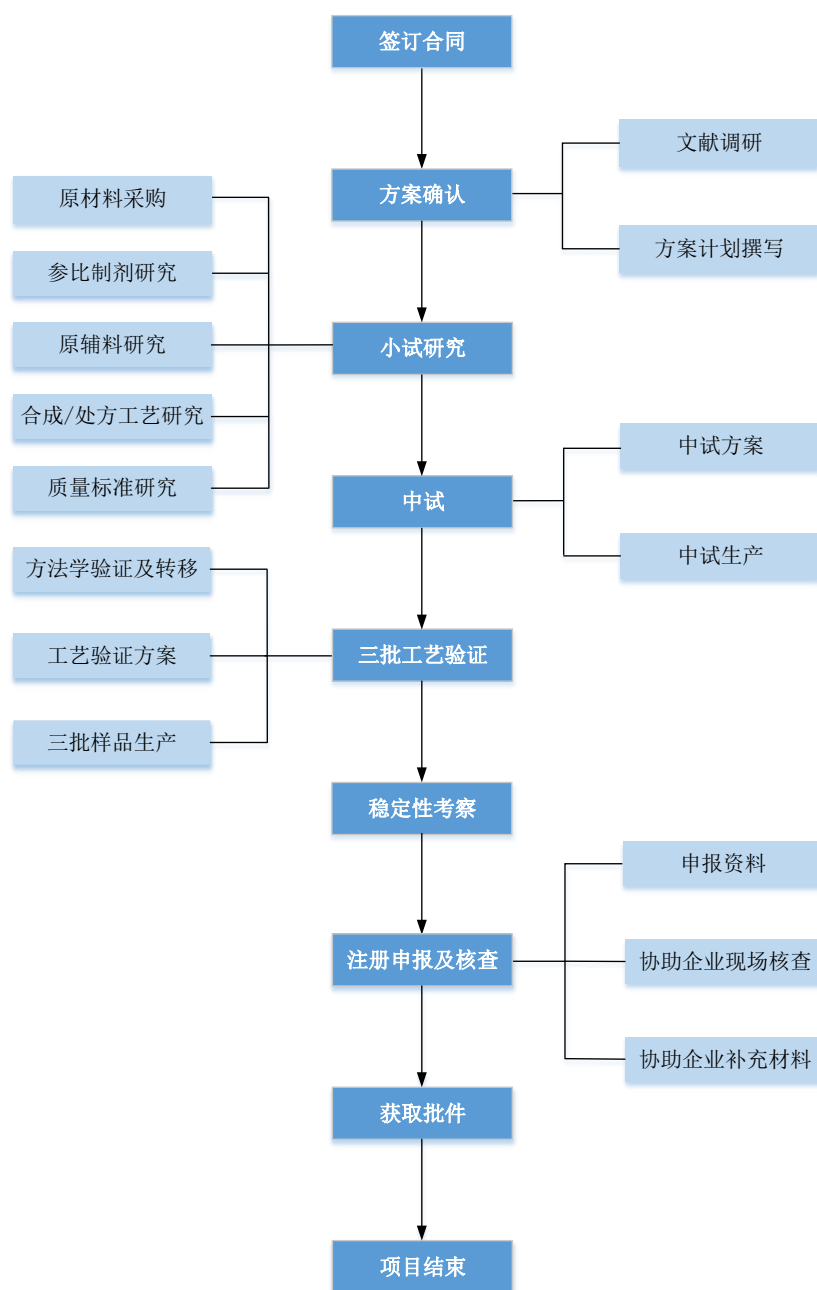 签订合同
方案确认
文献调研
方案计划撰写
小试研究
原材料采购
参比制剂研究
原辅料研究
合成/处方工艺研究
质量标准研究
中试
中试方案
中试生产
三批工艺验证
方法学验证及转移
工艺验证方案
三批样品生产
稳定性考察
注册申报及核查
申报资料
协助企业现场核查
协助企业补充材料
获取批件
项目结束